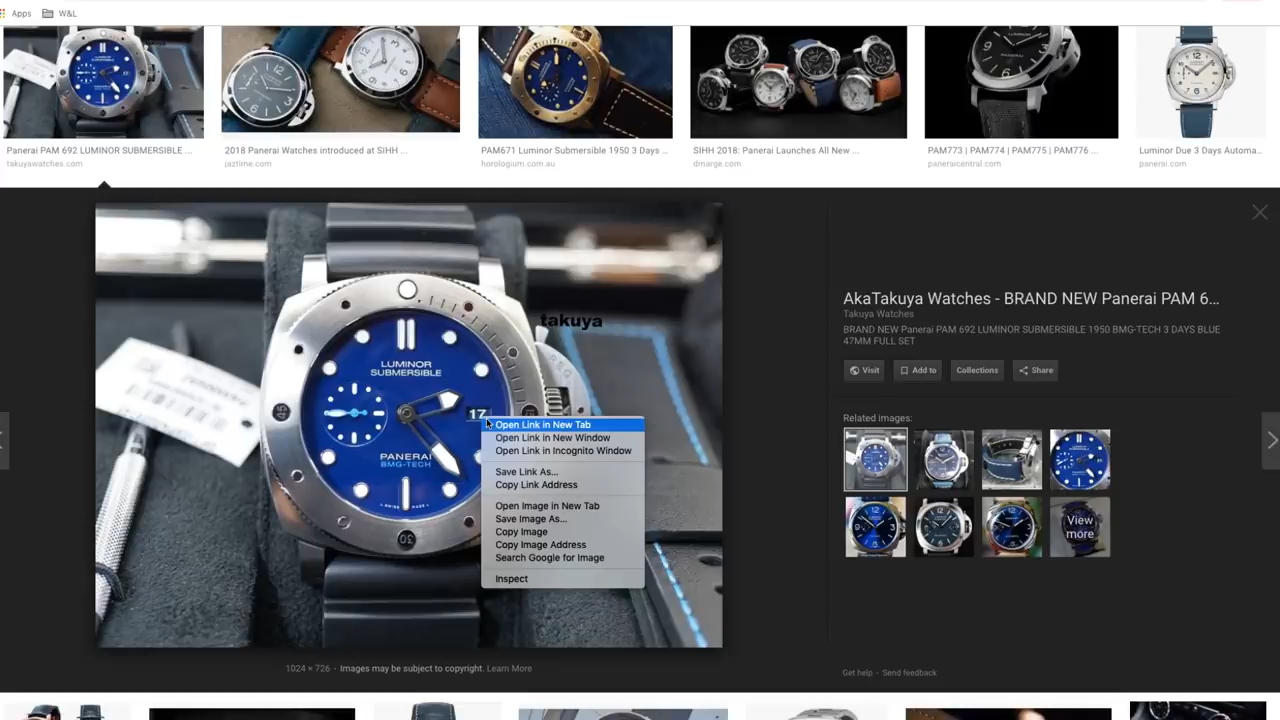 Apps W&L
Panerai PAM 692 LUMINOR SUBMERSIBLE ...
takuyawatches.com
2018 Panerai Watches introduced at SIHH ...
jaztime.com
PAM671 Luminor Submersible 1950 3 Days ...
horologium.com.au
SIHH 2018: Panerai Launches All New ...
dmarge.com
PAM773 | PAM774 | PAM775 | PAM776 ...
paneraicentral.com
Luminor Due 3 Days Automa...
panerai.com
takuya
LUMINOR
SUBMERSIBLE
17
PANERAI
BMG-TECH
45
30
Open Link in New Tab
Open Link in New Window
Open Link in Incognito Window
Save Link As...
Copy Link Address
Open Image in New Tab
Save Image As...
Copy Image
Copy Image Address
Search Google for Image
Inspect
1024 × 726 - Images may be subject to copyright. Learn More
AkaTakuya Watches - BRAND NEW Panerai PAM 6...
Takuya Watches
BRAND NEW Panerai PAM 692 LUMINOR SUBMERSIBLE 1950 BMG-TECH 3 DAYS BLUE
47MM FULL SET
Visit Add to Collections Share
Related images:
View
more
Get help - Send feedback